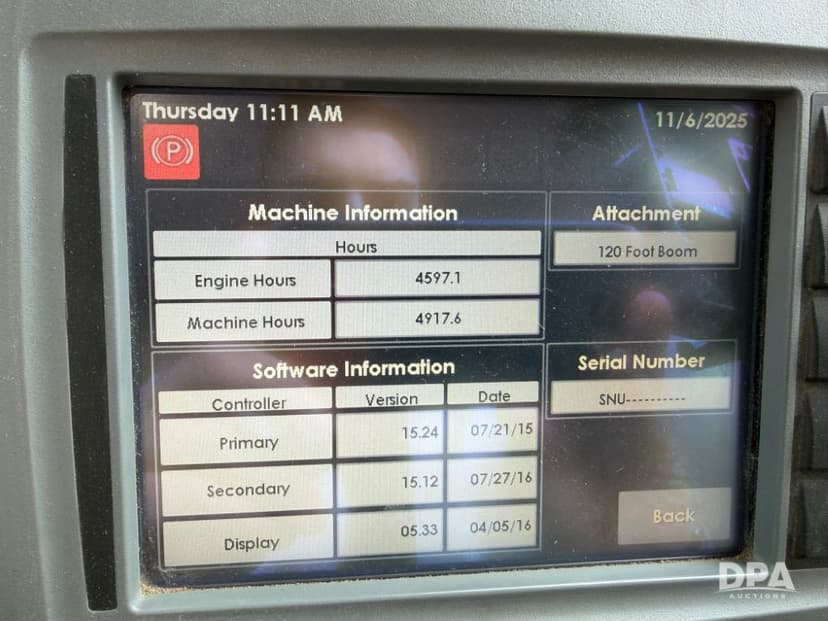 Thursday 11:11 AM
11/6/2025
P
Machine Information
Hours
Engine Hours 4597.1
Machine Hours 4917.6
Attachment
120 Foot Boom
Software Information
Controller Version Date
Primary 15.24 07/21/15
Secondary 15.12 07/27/16
Display 05.33 04/05/16
Serial Number
SNU----------
Back
DPA
AUCTIONS